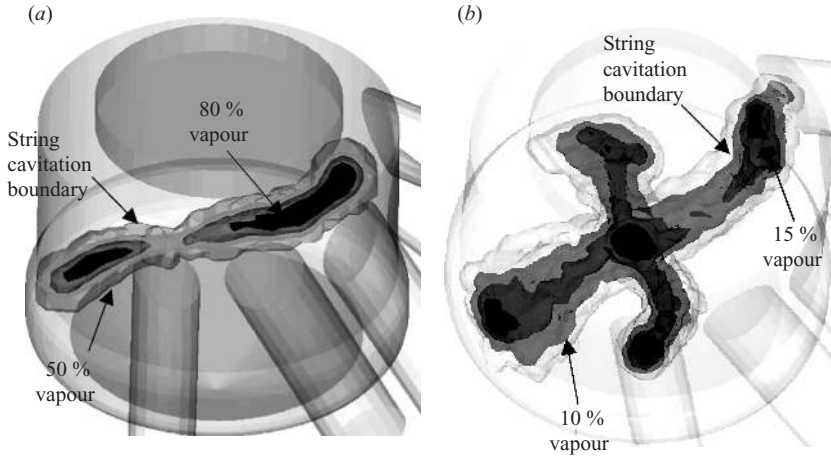 (a)
80 %
vapour
String
cavitation
boundary
50 %
vapour
(b)
String
cavitation
boundary
15 %
vapour
10 %
vapour